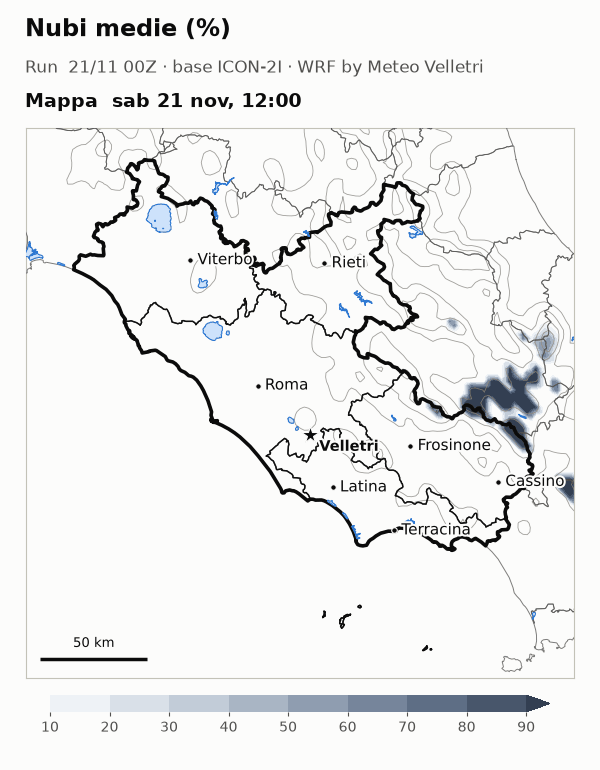 Nubi medie (%)
Run  21/11 00Z · base ICON-2I · WRF by Meteo Velletri
Mappa  sab 21 nov, 12:00
Viterbo
Rieti
Roma
Velletri
Frosinone
Latina
Cassino
Terracina
50 km
10 20 30 40 50 60 70 80 90